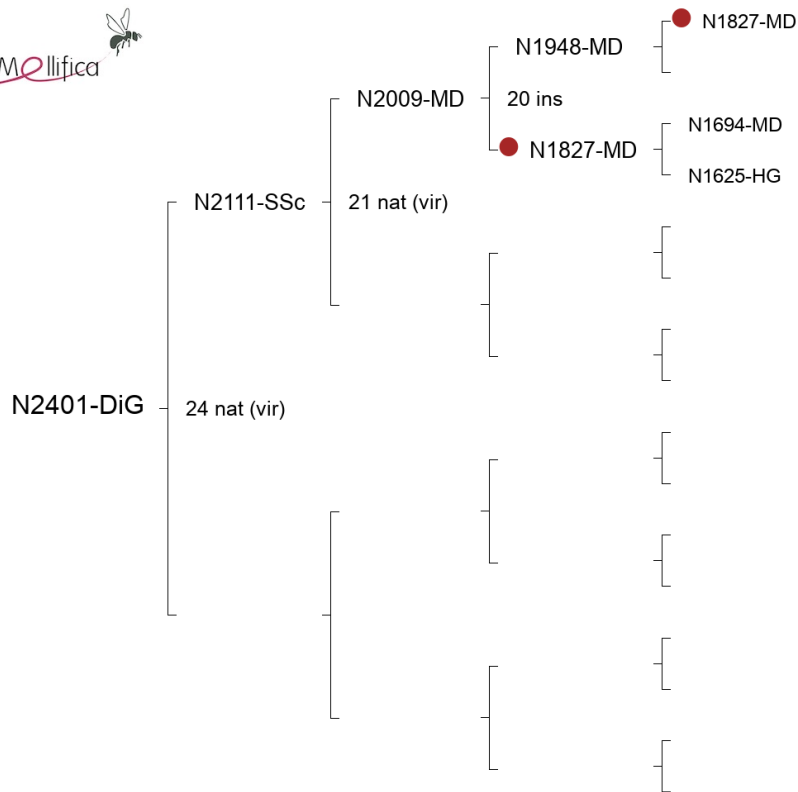 Mellifica
N1827-MD
N1948-MD
N2009-MD
20 ins
N1694-MD
N1827-MD
N1625-HG
N2111-SSc
21 nat (vir)
N2401-DiG
24 nat (vir)